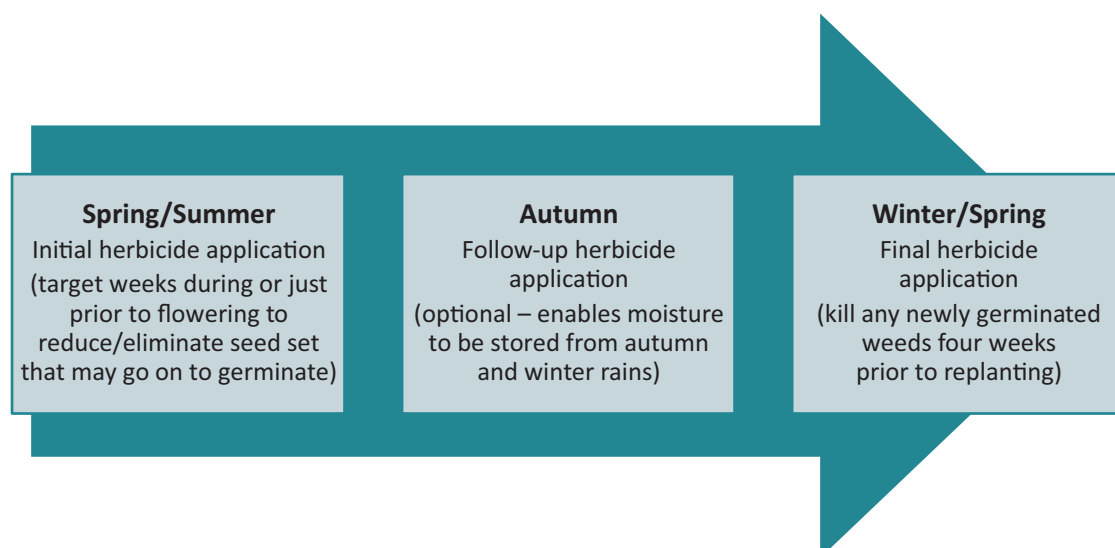 Spring/Summer
Initial herbicide application
(target weeks during or just
prior to flowering to
reduce/eliminate seed set
that may go on to germinate)
Autumn
Follow-up herbicide
application
(optional – enables moisture
to be stored from autumn
and winter rains)
Winter/Spring
Final herbicide
application
(kill any newly germinated
weeds four weeks
prior to replanting)